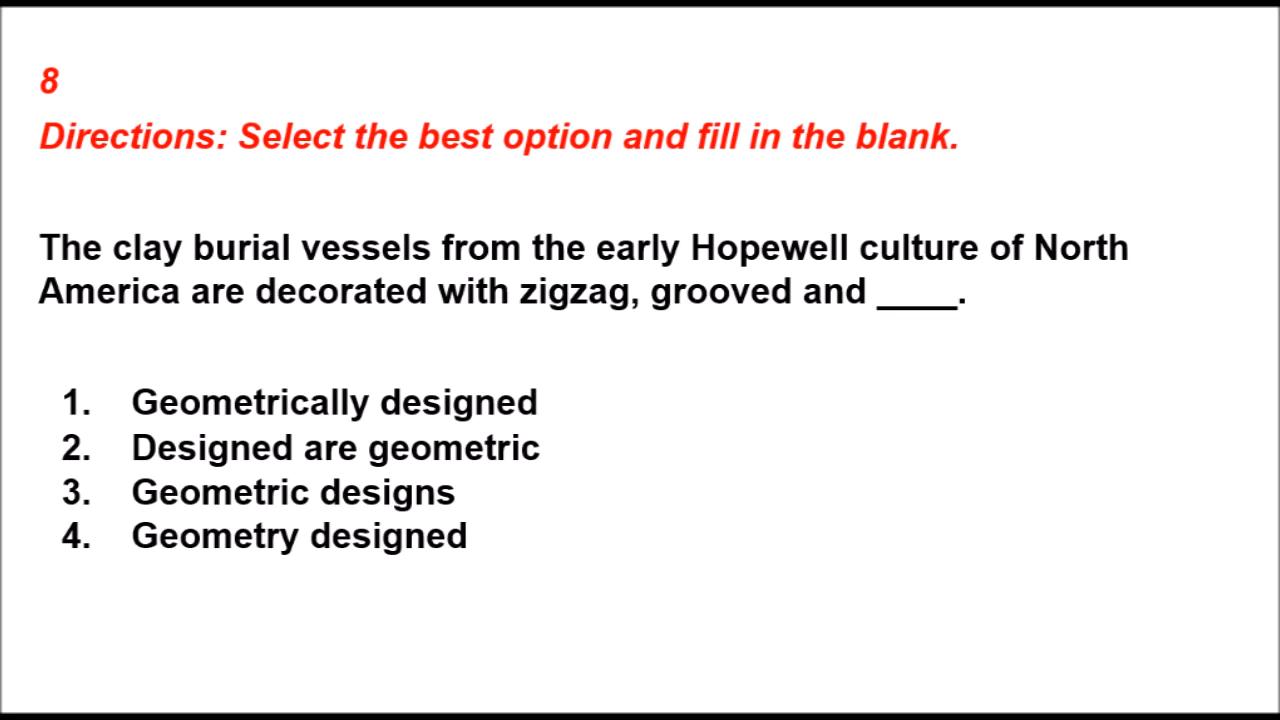 8
Directions: Select the best option and fill in the blank.
The clay burial vessels from the early Hopewell culture of North
America are decorated with zigzag, grooved and ____.
1. Geometrically designed
2. Designed are geometric
3. Geometric designs
4. Geometry designed